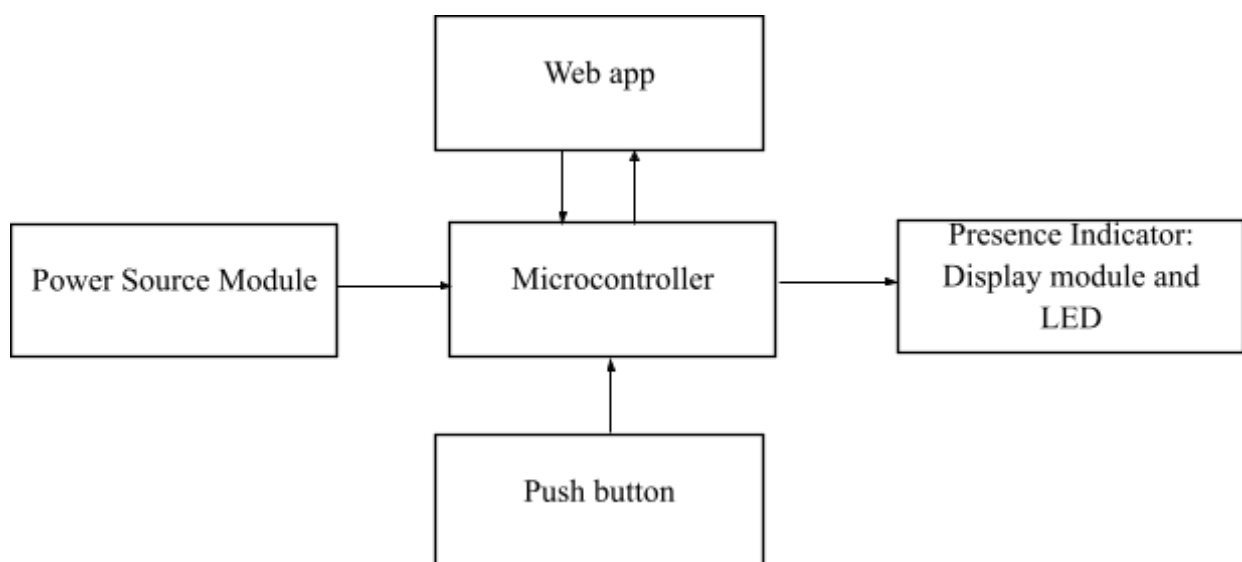 Web app
Power Source Module
Microcontroller
Presence Indicator:
Display module and
LED
Push button